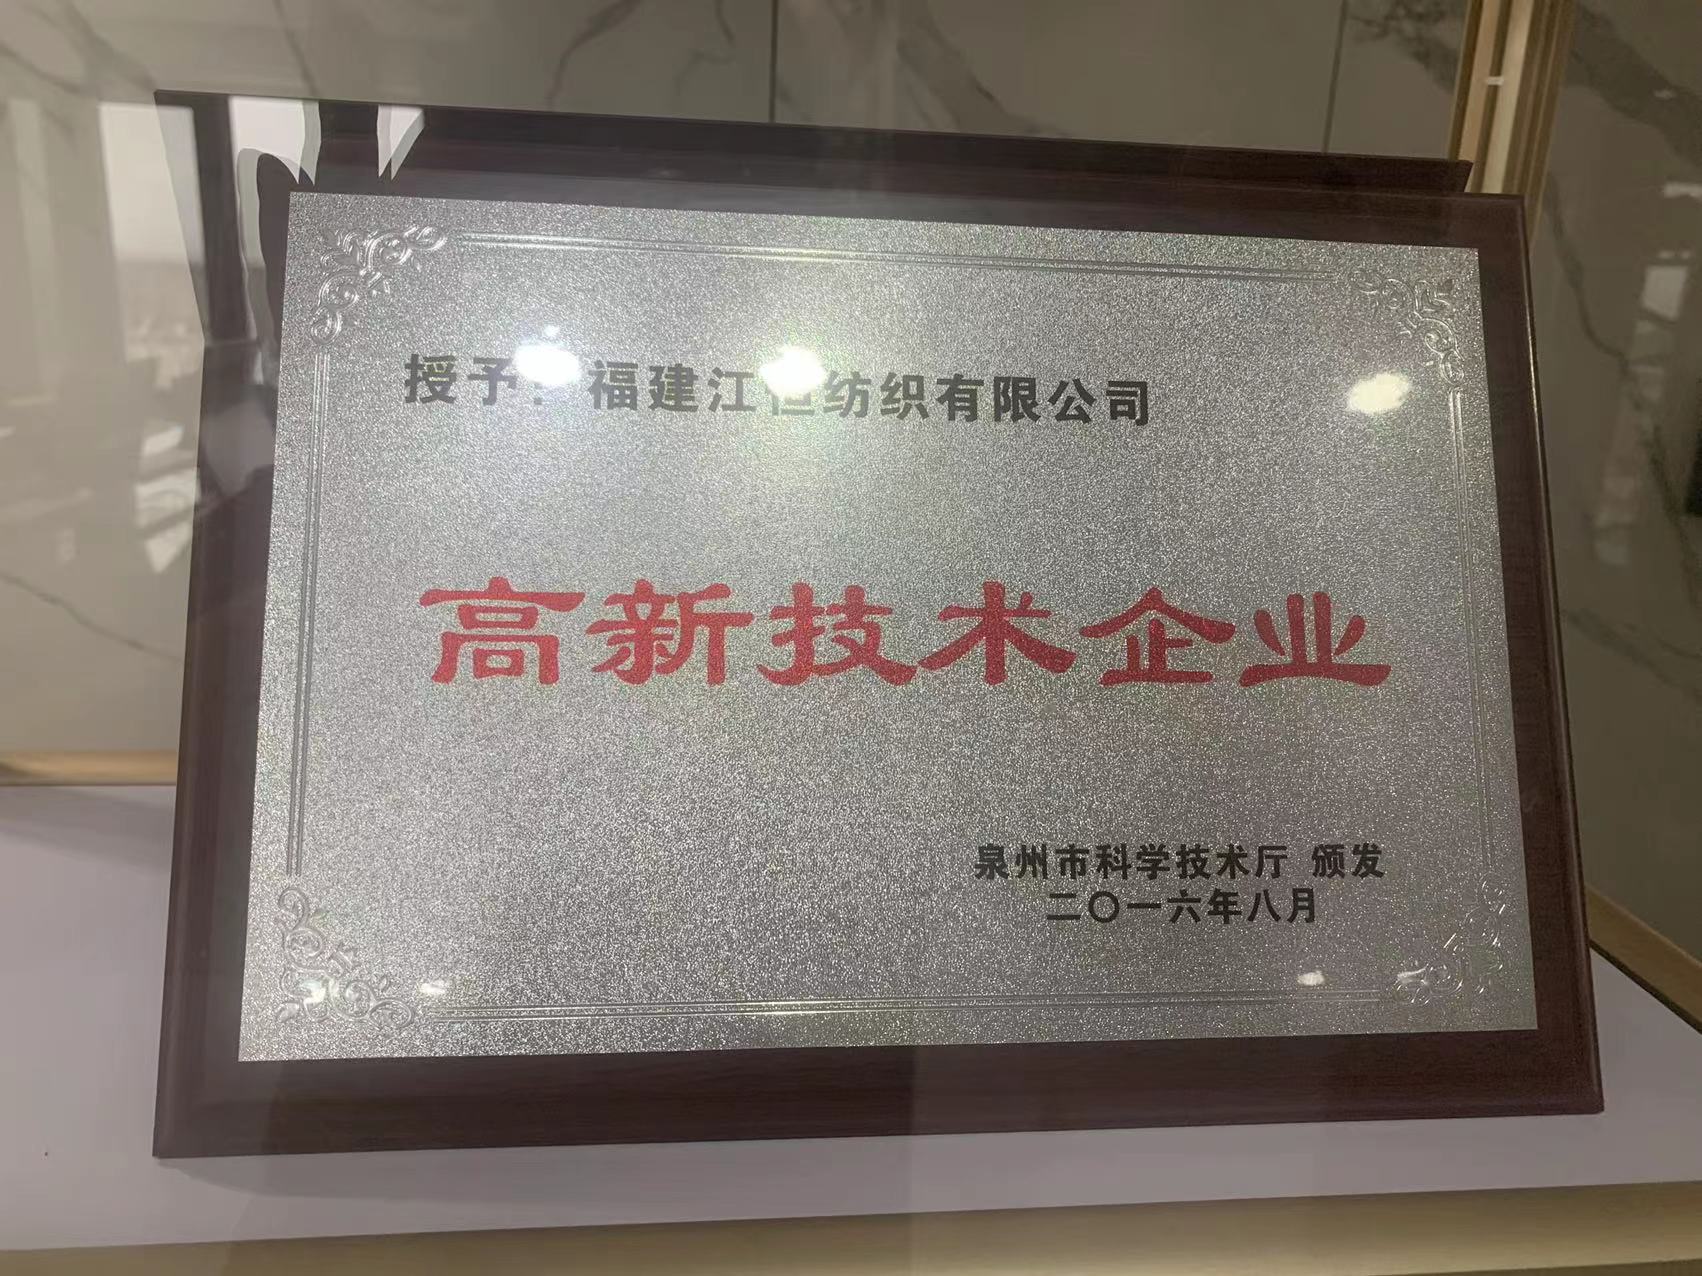 授予：福建江恒纺织有限公司
高新技术企业
泉州市科学技术厅 颁发
二〇一六年八月